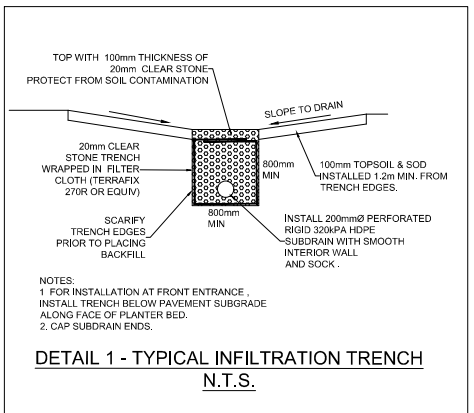 TOP WITH 100mm THICKNESS OF
20mm CLEAR STONE
PROTECT FROM SOIL CONTAMINATION
SLOPE TO DRAIN
20mm CLEAR
STONE TRENCH
WRAPPED IN FILTER
CLOTH (TERRAFIX
270R OR EQUIV)
800mm
MIN
100mm TOPSOIL & SOD
INSTALLED 1.2m MIN. FROM
TRENCH EDGES.
SCARIFY
TRENCH EDGES
PRIOR TO PLACING
BACKFILL
800mm
MIN
INSTALL 200mmØ PERFORATED
RIGID 320kPA HDPE
SUBDRAIN WITH SMOOTH
INTERIOR WALL
AND SOCK .
NOTES:
1 FOR INSTALLATION AT FRONT ENTRANCE ,
INSTALL TRENCH BELOW PAVEMENT SUBGRADE
ALONG FACE OF PLANTER BED.
2. CAP SUBDRAIN ENDS.
DETAIL 1 - TYPICAL INFILTRATION TRENCH
N.T.S.